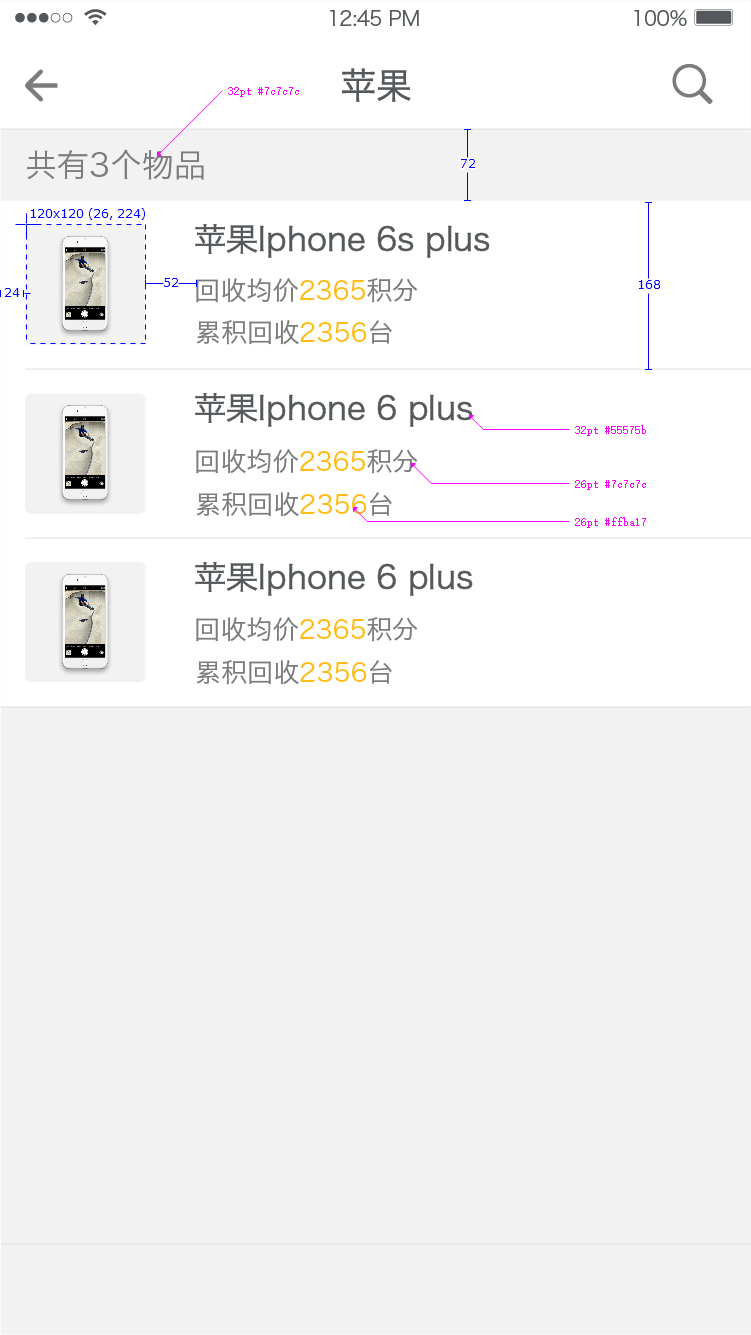 12:45 PM 100%
苹果
32pt #7c7c7c
共有3个物品
72
120x120 (26, 224)
苹果Iphone 6s plus
24
52
回收均价2365积分
168
累积回收2356台
苹果Iphone 6 plus
32pt #55575b
回收均价2365积分
26pt #7c7c7c
累积回收2356台
26pt #ffba17
苹果Iphone 6 plus
回收均价2365积分
累积回收2356台